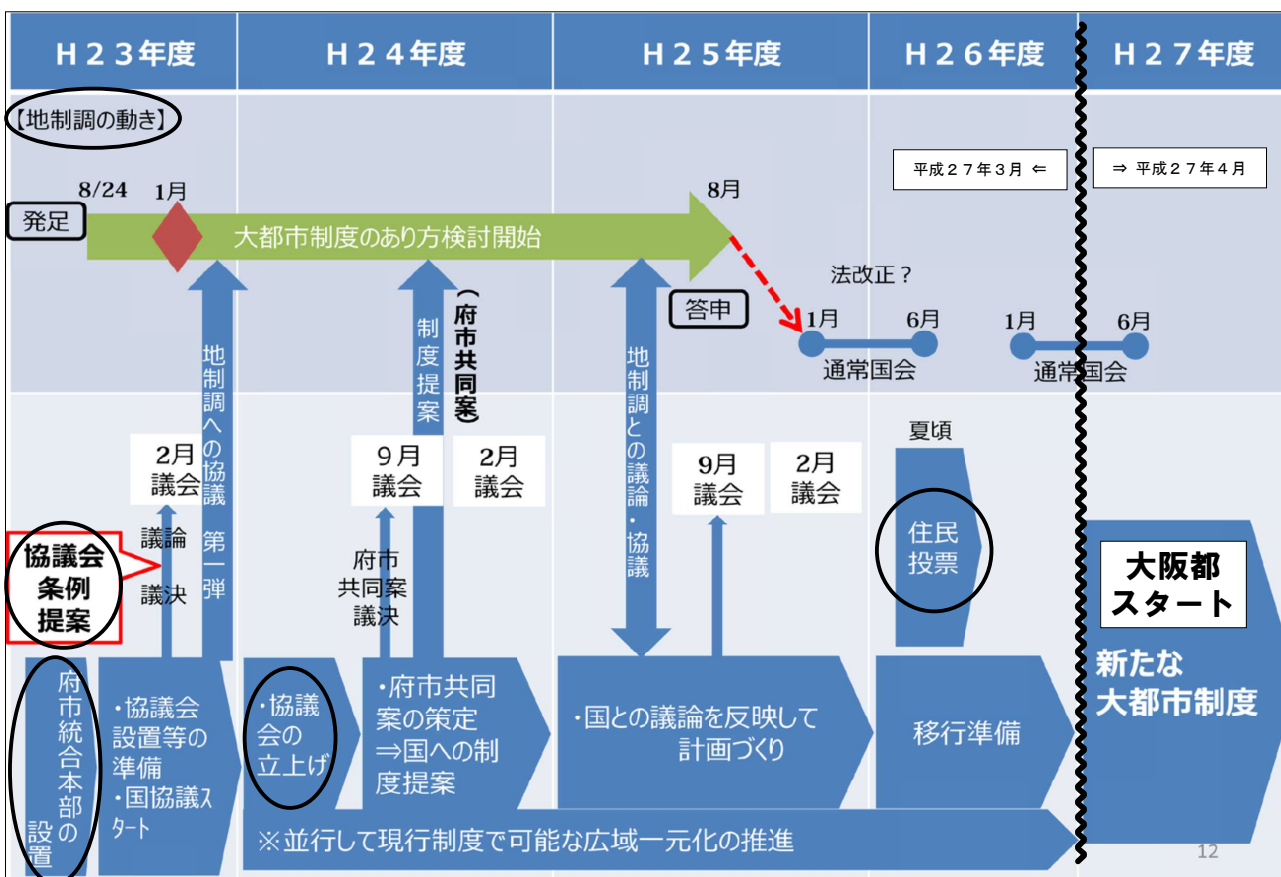 H23年度
H24年度
H25年度
H26年度
H27年度
【地制調の動き】
平成27年3月 ⇐
⇒ 平成27年4月
8/24
1月
8月
発足
大都市制度のあり方検討開始
法改正？
答申
1月
6月
通常国会
1月
6月
通常国会
地制調への協議 第一弾
制度提案
（府市共同案）
地制調との議論・協議
2月
議会
9月
議会
2月
議会
9月
議会
2月
議会
夏頃
住民
投票
協議会
条例
提案
議論
議決
府市
共同案
議決
大阪都
スタート
新たな
大都市制度
府市統合本部の
設置
・協議会
設置等の
準備
・国協議ス
タート
・協議
会の
立上げ
・府市共同
案の策定
⇒国への制
度提案
・国との議論を反映して
計画づくり
移行準備
※並行して現行制度で可能な広域一元化の推進
12